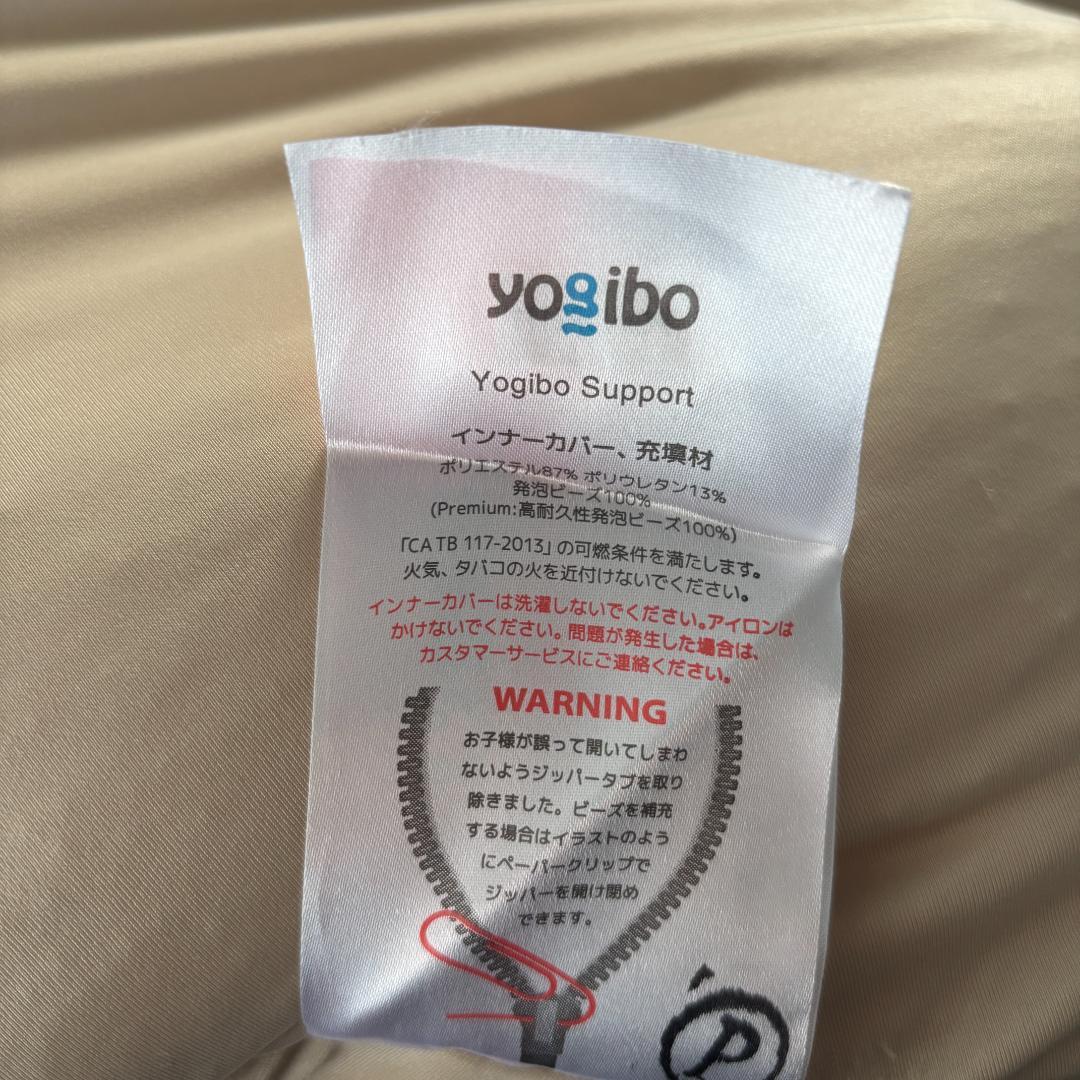 yogibo
Yogibo Support
インナーカバー、充填材
ポリエステル87% ポリウレタン13%
発泡ビーズ100%
(Premium:高耐久性発泡ビーズ100%)
「CA TB 117-2013」の可燃条件を満たします。
火気、タバコの火を近付けないでください。
インナーカバーは洗濯しないでください。アイロンは
かけないでください。問題が発生した場合は、
カスタマーサービスにご連絡ください。
WARNING
お子様が誤って開いてしまわ
ないようジッパータブを取り
除きました。ビーズを補充
する場合はイラストのよう
にペーパークリップで
ジッパーを開け閉め
できます。
P